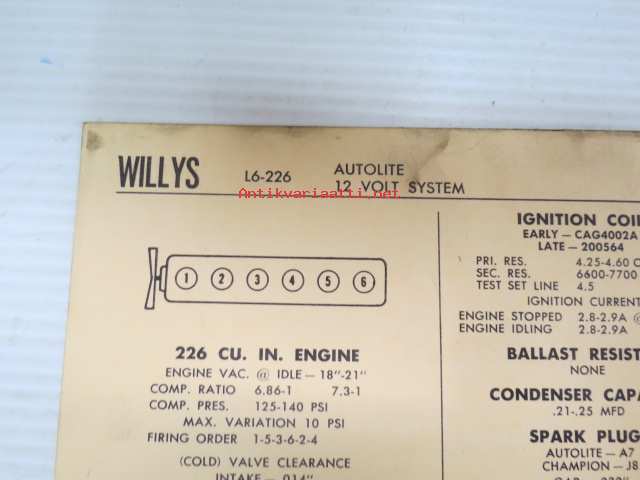 WILLYS L6-226 AUTOLITE
12 VOLT SYSTEM
Antikvariaatti.net
1 2 3 4 5 6
226 CU. IN. ENGINE
ENGINE VAC. @ IDLE — 18"-21"
COMP. RATIO 6.86-1 7.3-1
COMP. PRES. 125-140 PSI
MAX. VARIATION 10 PSI
FIRING ORDER 1-5-3-6-2-4
(COLD) VALVE CLEARANCE
INTAKE — .014"
IGNITION COIL
EARLY — CAG4002A
LATE — 200564
PRI. RES. 4.25-4.60
SEC. RES. 6600-7700
TEST SET LINE 4.5
IGNITION CURRENT
ENGINE STOPPED 2.8-2.9A @
ENGINE IDLING 2.8-2.9A
BALLAST RESIST
NONE
CONDENSER CAPA
.21-.25 MFD
SPARK PLUG
AUTOLITE — A7
CHAMPION — J8